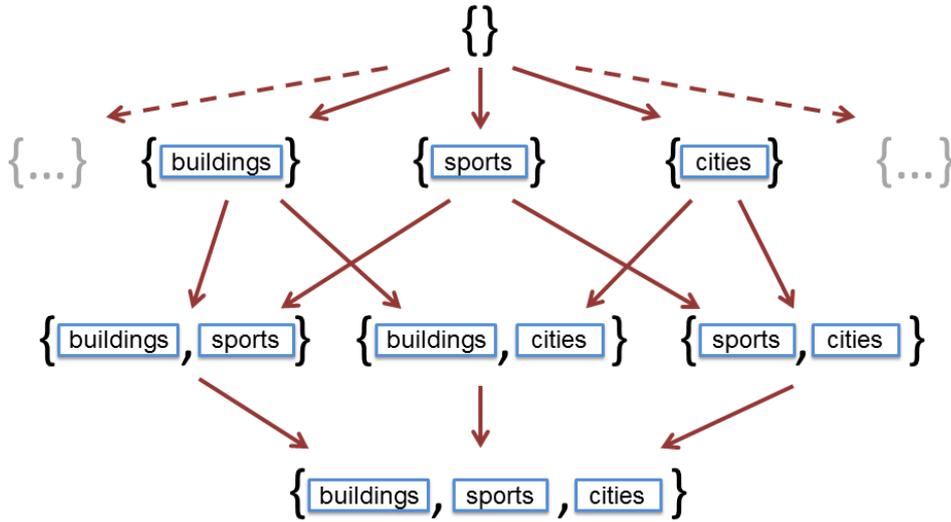 {}
{...} {buildings} {sports} {cities} {...}
{buildings, sports} {buildings, cities} {sports, cities}
{buildings, sports, cities}